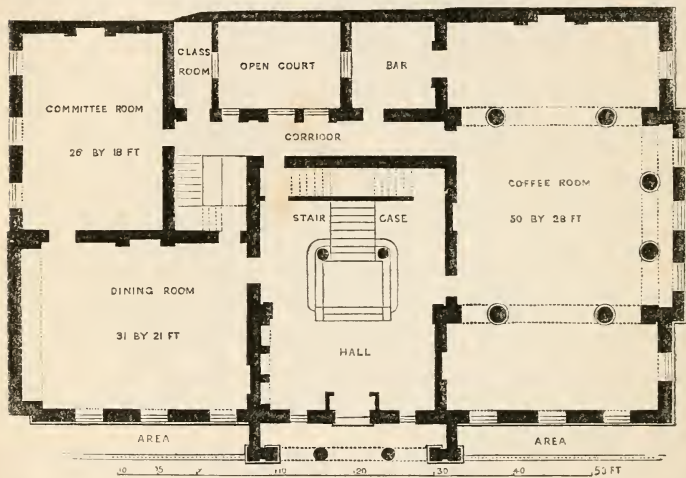 GLASS
ROOM
OPEN COURT
BAR
COMMITTEE ROOM
26 BY 18 FT
CORRIDOR
COFFEE ROOM
50 BY 28 FT
STAIR CASE
DINING ROOM
31 BY 21 FT
HALL
AREA
AREA
10 20 30 40 50 FT